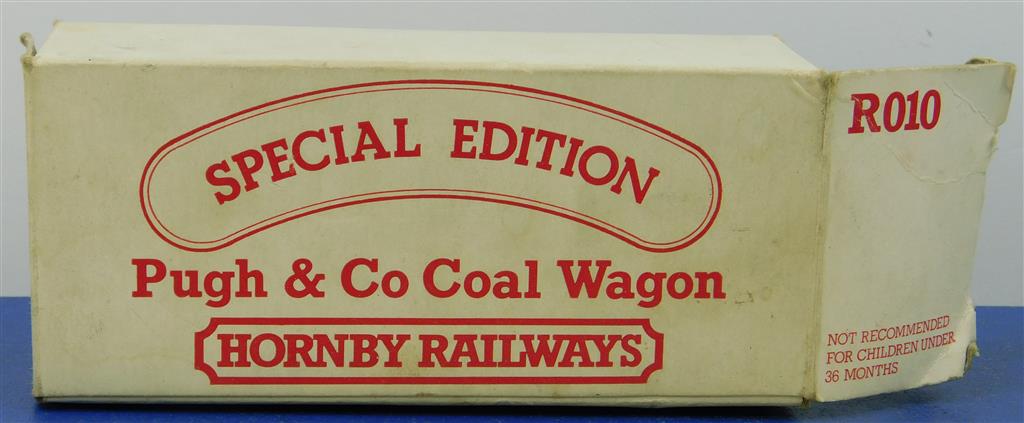 SPECIAL EDITION
Pugh & Co Coal Wagon
HORNBY RAILWAYS
R010
NOT RECOMMENDED
FOR CHILDREN UNDER
36 MONTHS